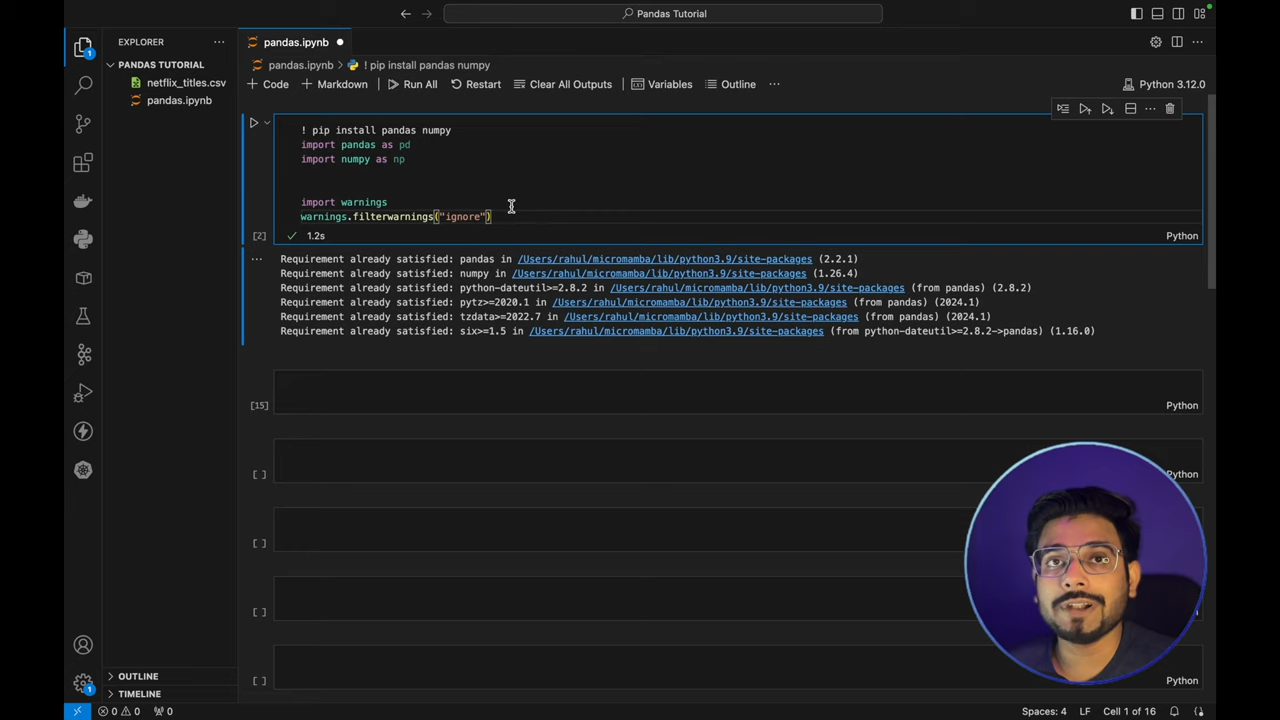 Pandas Tutorial
EXPLORER
PANDAS TUTORIAL
netflix_titles.csv
pandas.ipynb
pandas.ipynb
pandas.ipynb ! pip install pandas numpy
Code Markdown Run All Restart Clear All Outputs Variables Outline
Python 3.12.0
! pip install pandas numpy
import pandas as pd
import numpy as np
import warnings
warnings.filterwarnings("ignore")
[2] 1.2s Python
Requirement already satisfied: pandas in /Users/rahul/micromamba/lib/python3.9/site-packages (2.2.1)
Requirement already satisfied: numpy in /Users/rahul/micromamba/lib/python3.9/site-packages (1.26.4)
Requirement already satisfied: python-dateutil>=2.8.2 in /Users/rahul/micromamba/lib/python3.9/site-packages (from pandas) (2.8.2)
Requirement already satisfied: pytz>=2020.1 in /Users/rahul/micromamba/lib/python3.9/site-packages (from pandas) (2024.1)
Requirement already satisfied: tzdata>=2022.7 in /Users/rahul/micromamba/lib/python3.9/site-packages (from pandas) (2024.1)
Requirement already satisfied: six>=1.5 in /Users/rahul/micromamba/lib/python3.9/site-packages (from python-dateutil>=2.8.2->pandas) (1.16.0)
[15] Python
[ ] Python
[ ]
[ ]
[ ] Python
1
1
OUTLINE
TIMELINE
0 0 0
Spaces: 4 LF Cell 1 of 16